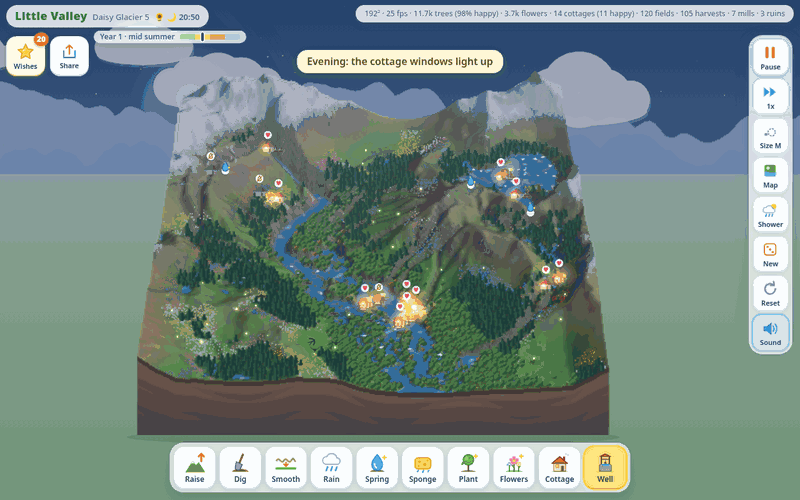 Little Valley Daisy Glacier 5 20:50
192² · 25 fps · 11.7k trees (98% happy) · 3.7k flowers · 14 cottages (11 happy) · 120 fields · 105 harvests · 7 mills · 3 ruins
Year 1 · mid summer
20
Wishes
Share
Evening: the cottage windows light up
Pause
1x
Size M
Map
Shower
New
Reset
Sound
Raise
Dig
Smooth
Rain
Spring
Sponge
Plant
Flowers
Cottage
Well